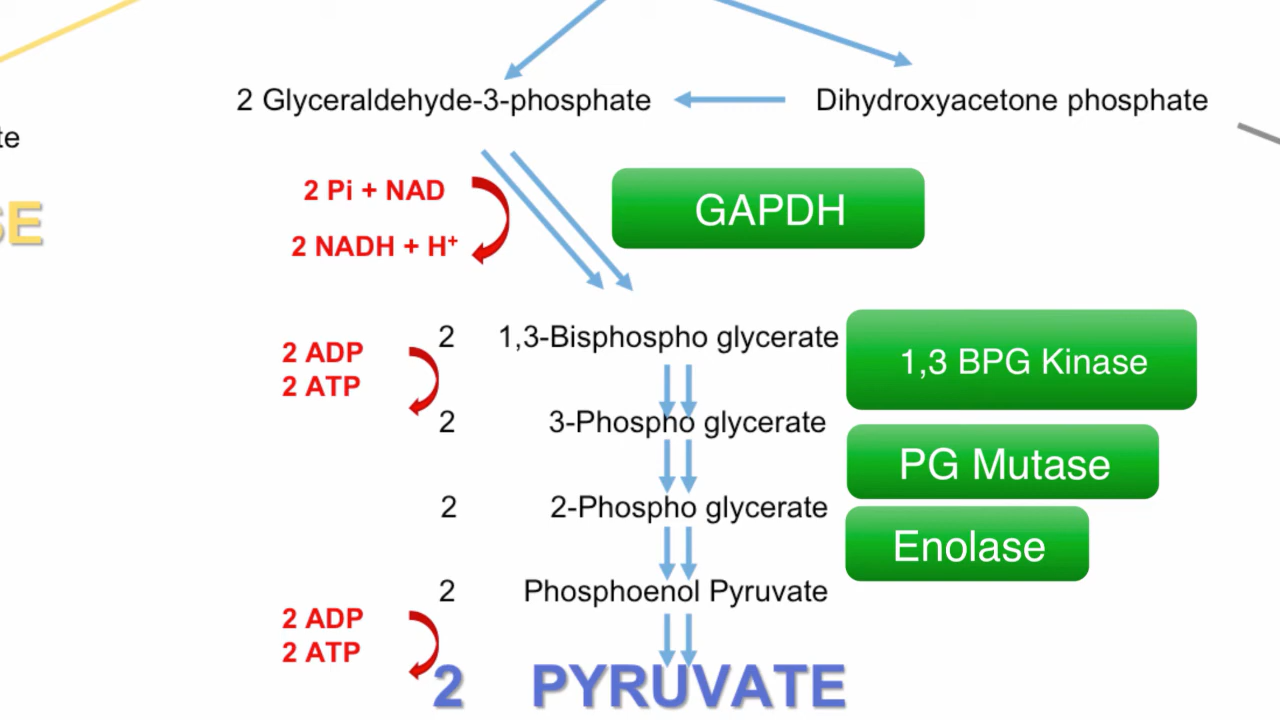 2 Glyceraldehyde-3-phosphate
Dihydroxyacetone phosphate
te
SE
2 Pi + NAD
GAPDH
2 NADH + H⁺
2 1,3-Bisphospho glycerate
1,3 BPG Kinase
2 ADP
2 ATP
2 3-Phospho glycerate
PG Mutase
2 2-Phospho glycerate
Enolase
2 Phosphoenol Pyruvate
2 ADP
2 ATP
2 PYRUVATE